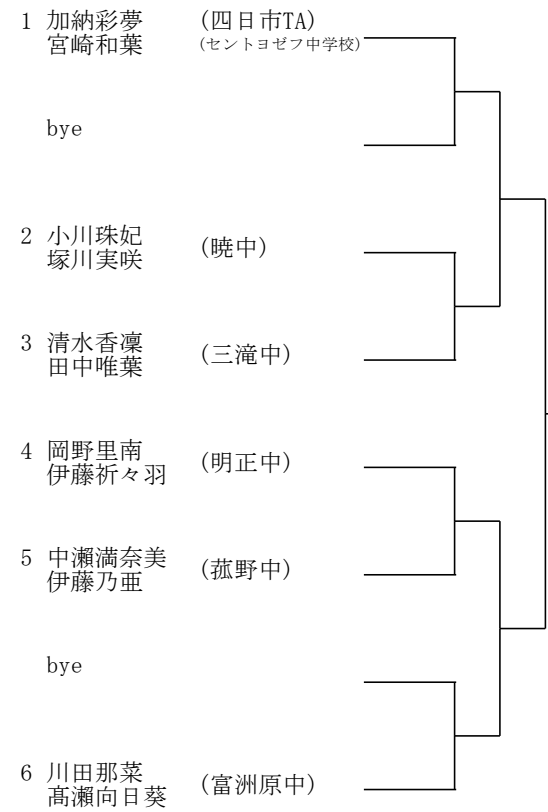 1 加納彩夢 (四日市TA)
宮崎和葉 (セントヨゼフ中学校)
bye
2 小川珠妃
塚川実咲 (暁中)
3 清水香凜
田中唯葉 (三滝中)
4 岡野里南
伊藤祈々羽 (明正中)
5 中瀬満奈美
伊藤乃亜 (菰野中)
bye
6 川田那菜
髙瀬向日葵 (富洲原中)